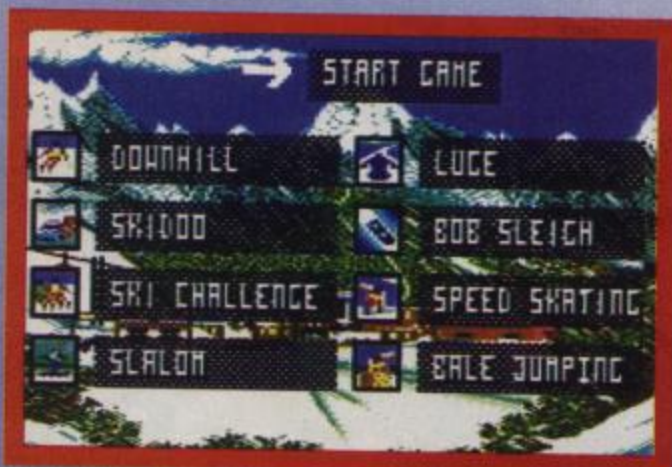 START GAME
DOWNHILL
LUGE
SKIDOO
BOB SLEIGH
SKI CHALLENGE
SPEED SKATING
SLALOM
BALE JUMPING